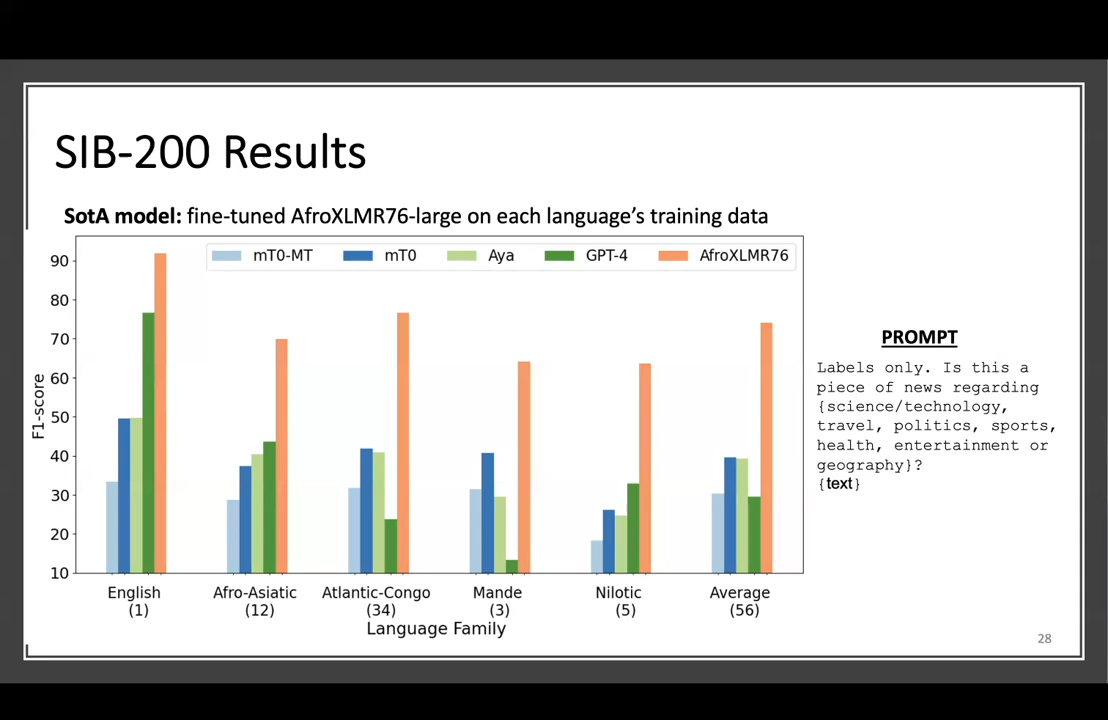 SIB-200 Results
SotA model: fine-tuned AfroXLMR76-large on each language's training data
mT0-MT mT0 Aya GPT-4 AfroXLMR76
90
80
70
60
50
40
30
20
10
F1-score
English Afro-Asiatic Atlantic-Congo Mande Nilotic Average
(1) (12) (34) (3) (5) (56)
Language Family
PROMPT
Labels only. Is this a
piece of news regarding
{science/technology,
travel, politics, sports,
health, entertainment or
geography}?
{text}
28